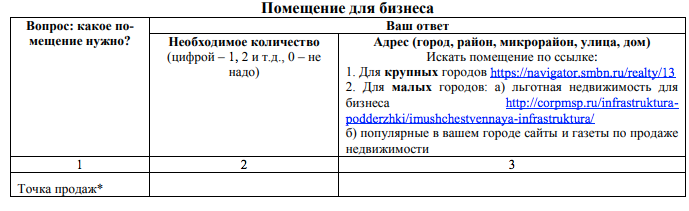 Помещение для бизнеса
Вопрос: какое по-
мещение нужно?
Ваш ответ
Необходимое количество
(цифрой – 1, 2 и т.д., 0 – не
надо)
Адрес (город, район, микрорайон, улица, дом)
Искать помещение по ссылке:
1. Для крупных городов https://navigator.smbn.ru/realty/13
2. Для малых городов: а) льготная недвижимость для
бизнеса http://corpmsp.ru/infrastruktura-
podderzhki/imushchestvennaya-infrastruktura/
б) популярные в вашем городе сайты и газеты по продаже
недвижимости
1 2 3
Точка продаж*